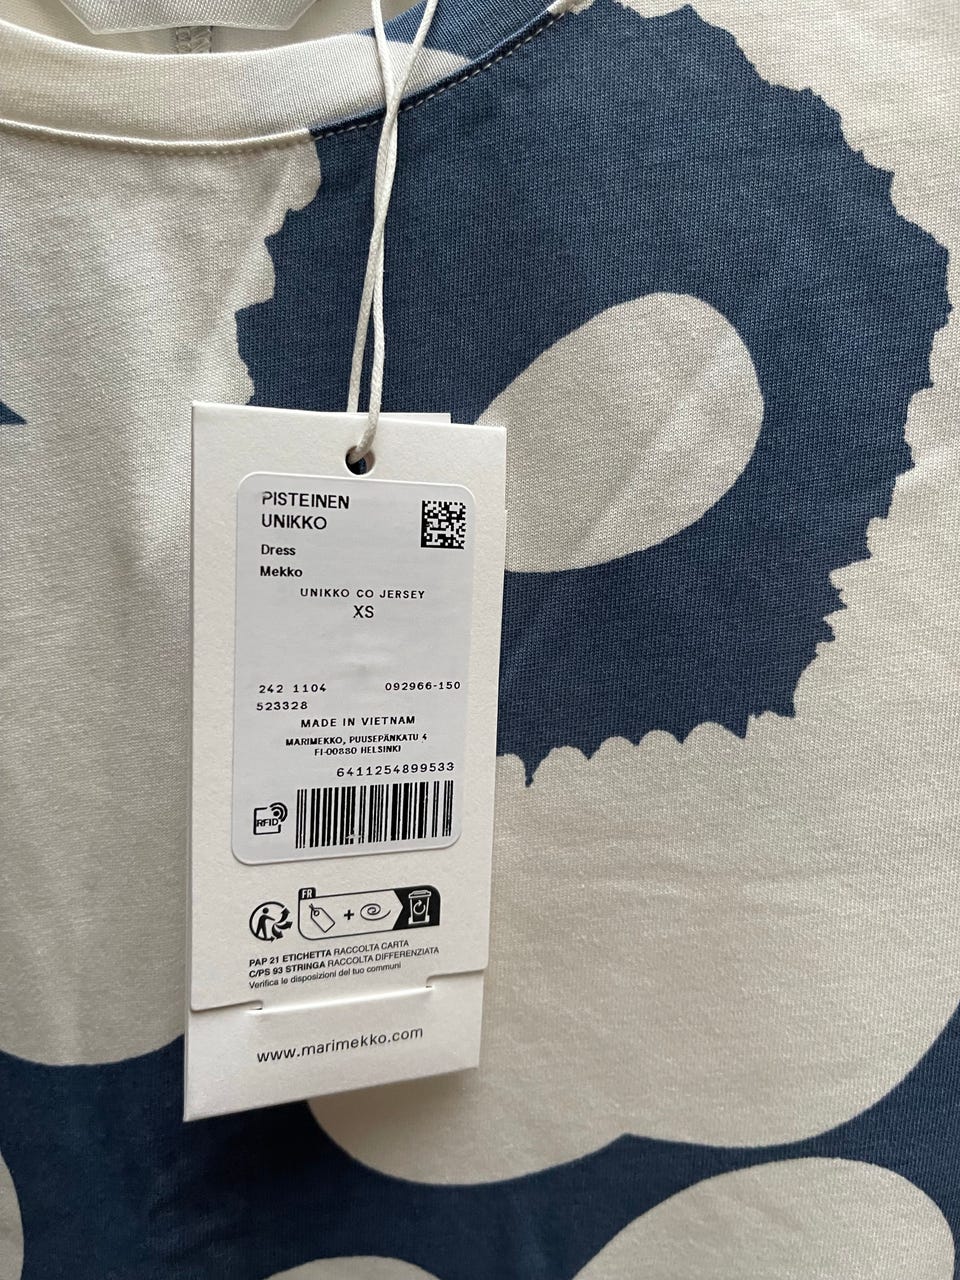 PISTEINEN
UNIKKO
Dress
Mekko
UNIKKO CO JERSEY
XS
242 1104 092966-150
523328
MADE IN VIETNAM
MARIMEKKO, PUUSEPÄNKATU 4
FI-00880 HELSINKI
6411254899533
RFID
FR
PAP 21 ETICHETTA RACCOLTA CARTA
C/PS 93 STRINGA RACCOLTA DIFFERENZIATA
Verifica le disposizioni del tuo communi
www.marimekko.com